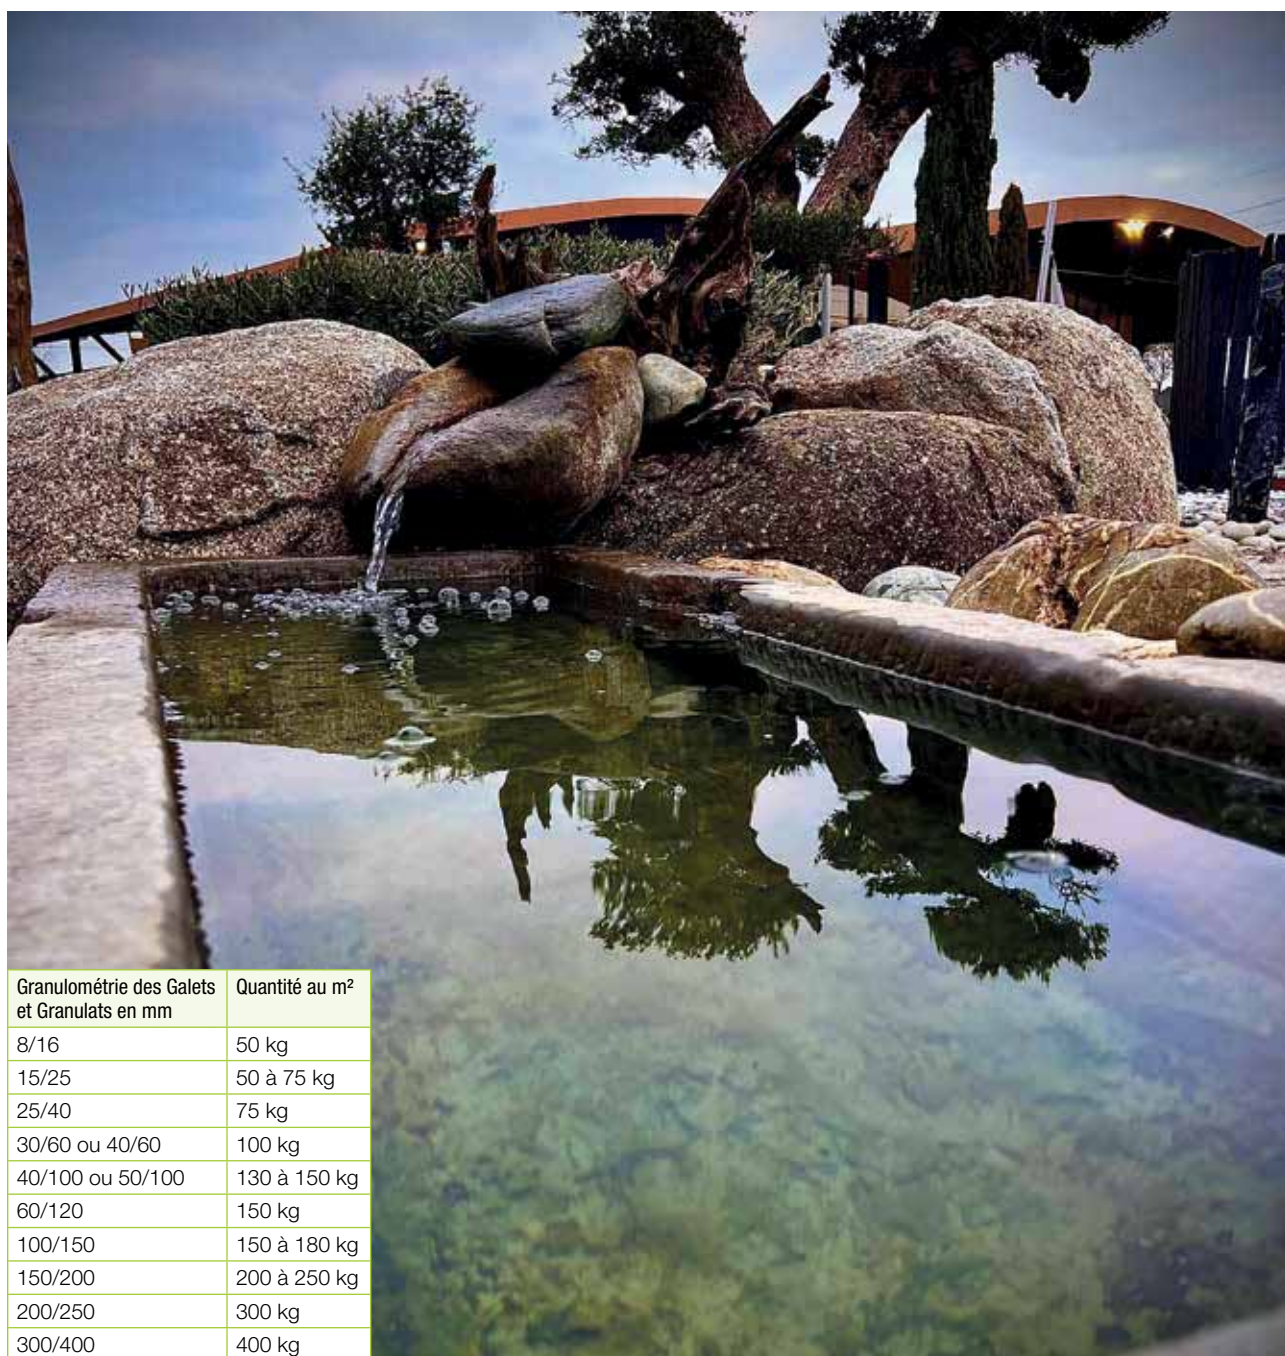 Granulométrie des Galets et Granulats en mm | Quantité au m²
8/16 | 50 kg
15/25 | 50 à 75 kg
25/40 | 75 kg
30/60 ou 40/60 | 100 kg
40/100 ou 50/100 | 130 à 150 kg
60/120 | 150 kg
100/150 | 150 à 180 kg
150/200 | 200 à 250 kg
200/250 | 300 kg
300/400 | 400 kg